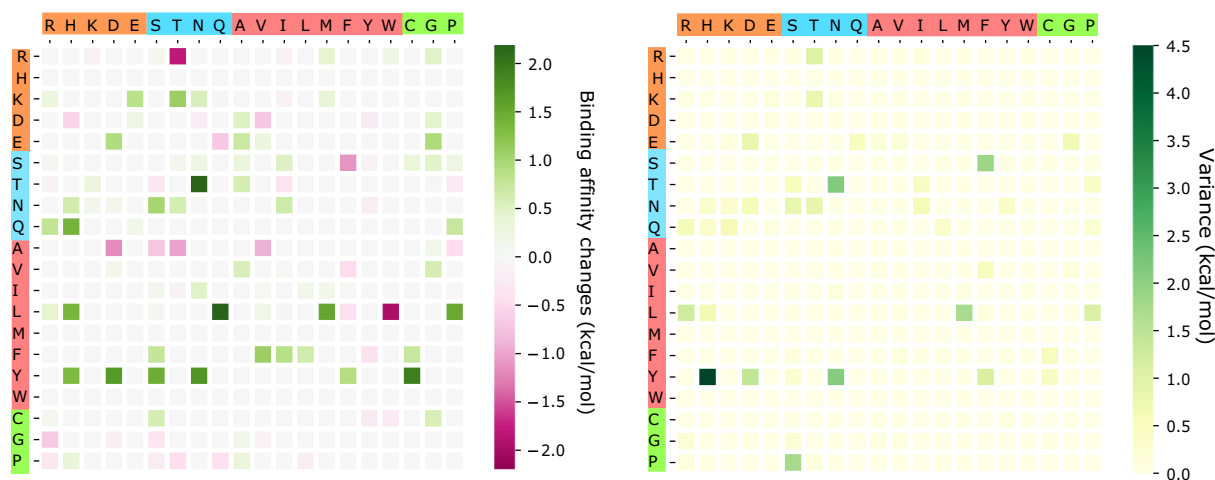 R H K D E S T N Q A V I L M F Y W C G P
R
H
K
D
E
S
T
N
Q
A
V
I
L
M
F
Y
W
C
G
P
2.0
1.5
1.0
0.5
0.0
−0.5
−1.0
−1.5
−2.0
Binding affinity changes (kcal/mol)
R H K D E S T N Q A V I L M F Y W C G P
R
H
K
D
E
S
T
N
Q
A
V
I
L
M
F
Y
W
C
G
P
4.5
4.0
3.5
3.0
2.5
2.0
1.5
1.0
0.5
0.0
Variance (kcal/mol)